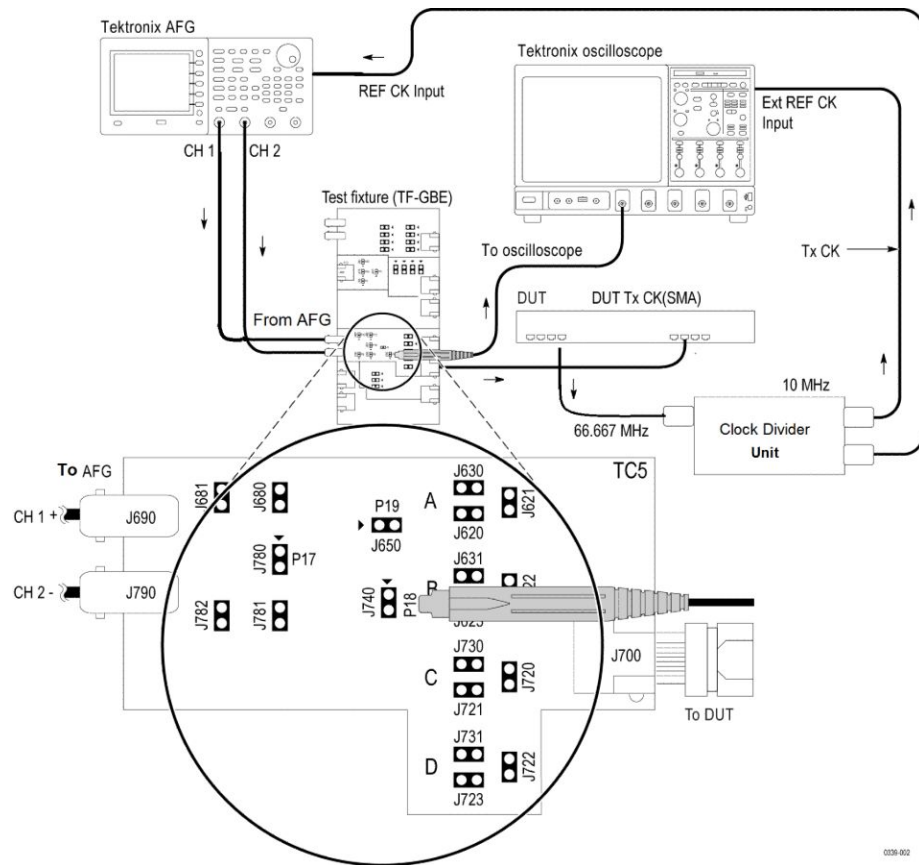 Tektronix AFG
REF CK Input
CH 1
CH 2
Tektronix oscilloscope
Ext REF CK
Input
Test fixture (TF-GBE)
To oscilloscope
Tx CK
From AFG
DUT
DUT Tx CK(SMA)
10 MHz
66.667 MHz
Clock Divider
Unit
To AFG
TC5
CH 1 +
J690
CH 2 -
J790
J681
J680
J780
P17
J782
J781
P19
J650
J740
P18
A
J630
J620
J621
B
J631
J700
To DUT
C
J730
J721
J720
D
J731
J723
J722
0339-002